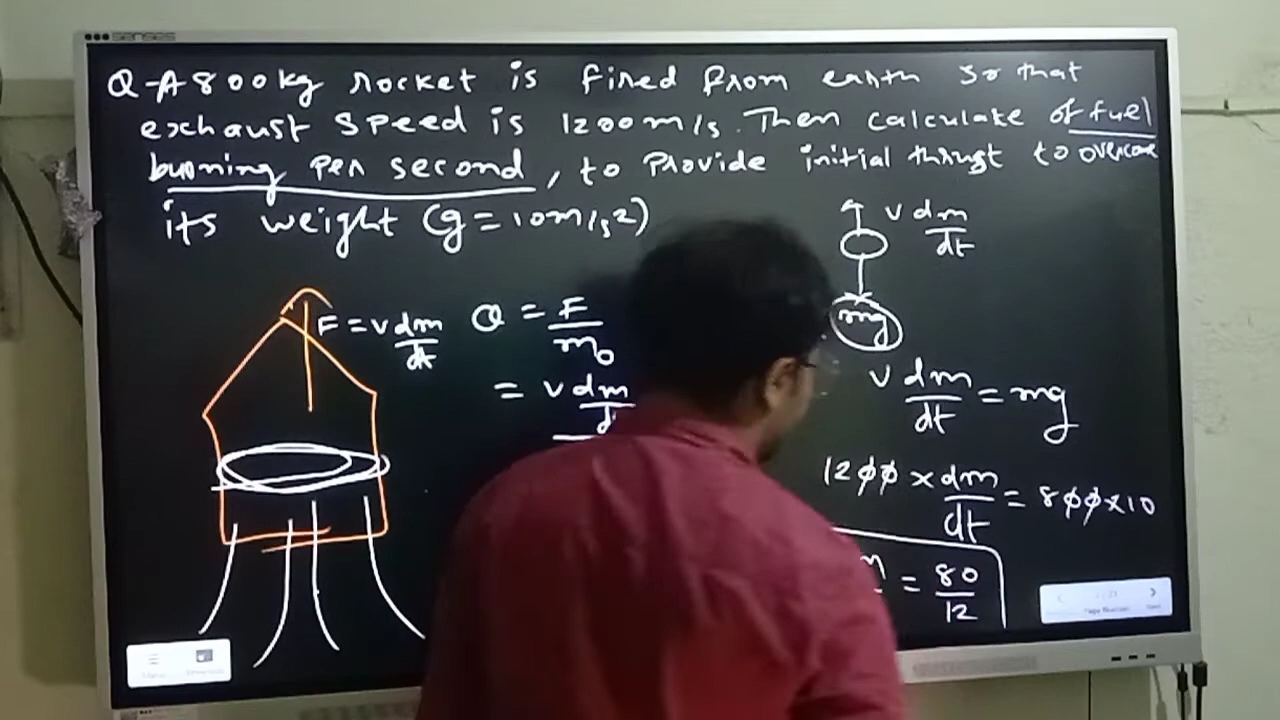 Q-A 800kg rocket is fired from earth so that
exhaust speed is 1200 m/s. Then calculate of fuel
burning per second, to provide initial thrust to overcome
its weight (g = 10m/s2)
v dm/dt
mg
F = v dm/dt
a = F/m0
= v dm
v dm/dt = mg
1200 × dm/dt = 800×10
= 80/12